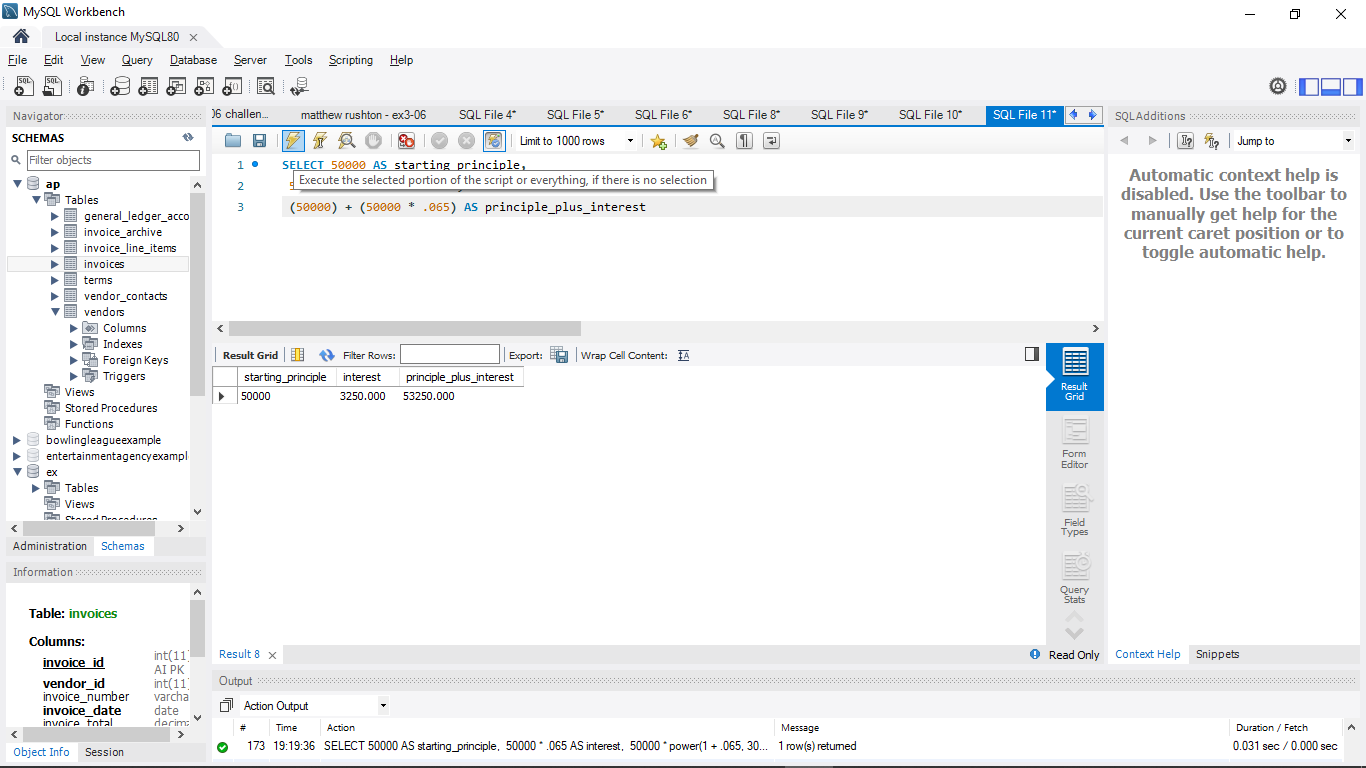 MySQL Workbench
Local instance MySQL80
File Edit View Query Database Server Tools Scripting Help
Navigator
SCHEMAS
Filter objects
ap
Tables
general_ledger_acco
invoice_archive
invoice_line_items
invoices
terms
vendor_contacts
vendors
Columns
Indexes
Foreign Keys
Triggers
Views
Stored Procedures
Functions
bowlingleagueexample
entertainmentagencyexampl
ex
Tables
Views
Stored Procedures
Administration Schemas
Information
Table: invoices
Columns:
invoice_id int(11) AI PK
vendor_id int(11)
invoice_number varcha
invoice_date date
invoice_total decima
Object Info Session
06 challen... matthew rushton - ex3-06 SQL File 4* SQL File 5* SQL File 6* SQL File 8* SQL File 9* SQL File 10* SQL File 11*
Limit to 1000 rows
1 SELECT 50000 AS starting_principle,
Execute the selected portion of the script or everything, if there is no selection
2
3 (50000) + (50000 * .065) AS principle_plus_interest
Result Grid Filter Rows: Export: Wrap Cell Content:
starting_principle interest principle_plus_interest
50000 3250.000 53250.000
Result Grid
Form Editor
Field Types
Query Stats
Result 8
Read Only
SQLAdditions
Jump to
Automatic context help is
disabled. Use the toolbar to
manually get help for the
current caret position or to
toggle automatic help.
Context Help Snippets
Output
Action Output
# Time Action Message Duration / Fetch
173 19:19:36 SELECT 50000 AS starting_principle, 50000 * .065 AS interest, 50000 * power(1 + .065, 30... 1 row(s) returned 0.031 sec / 0.000 sec